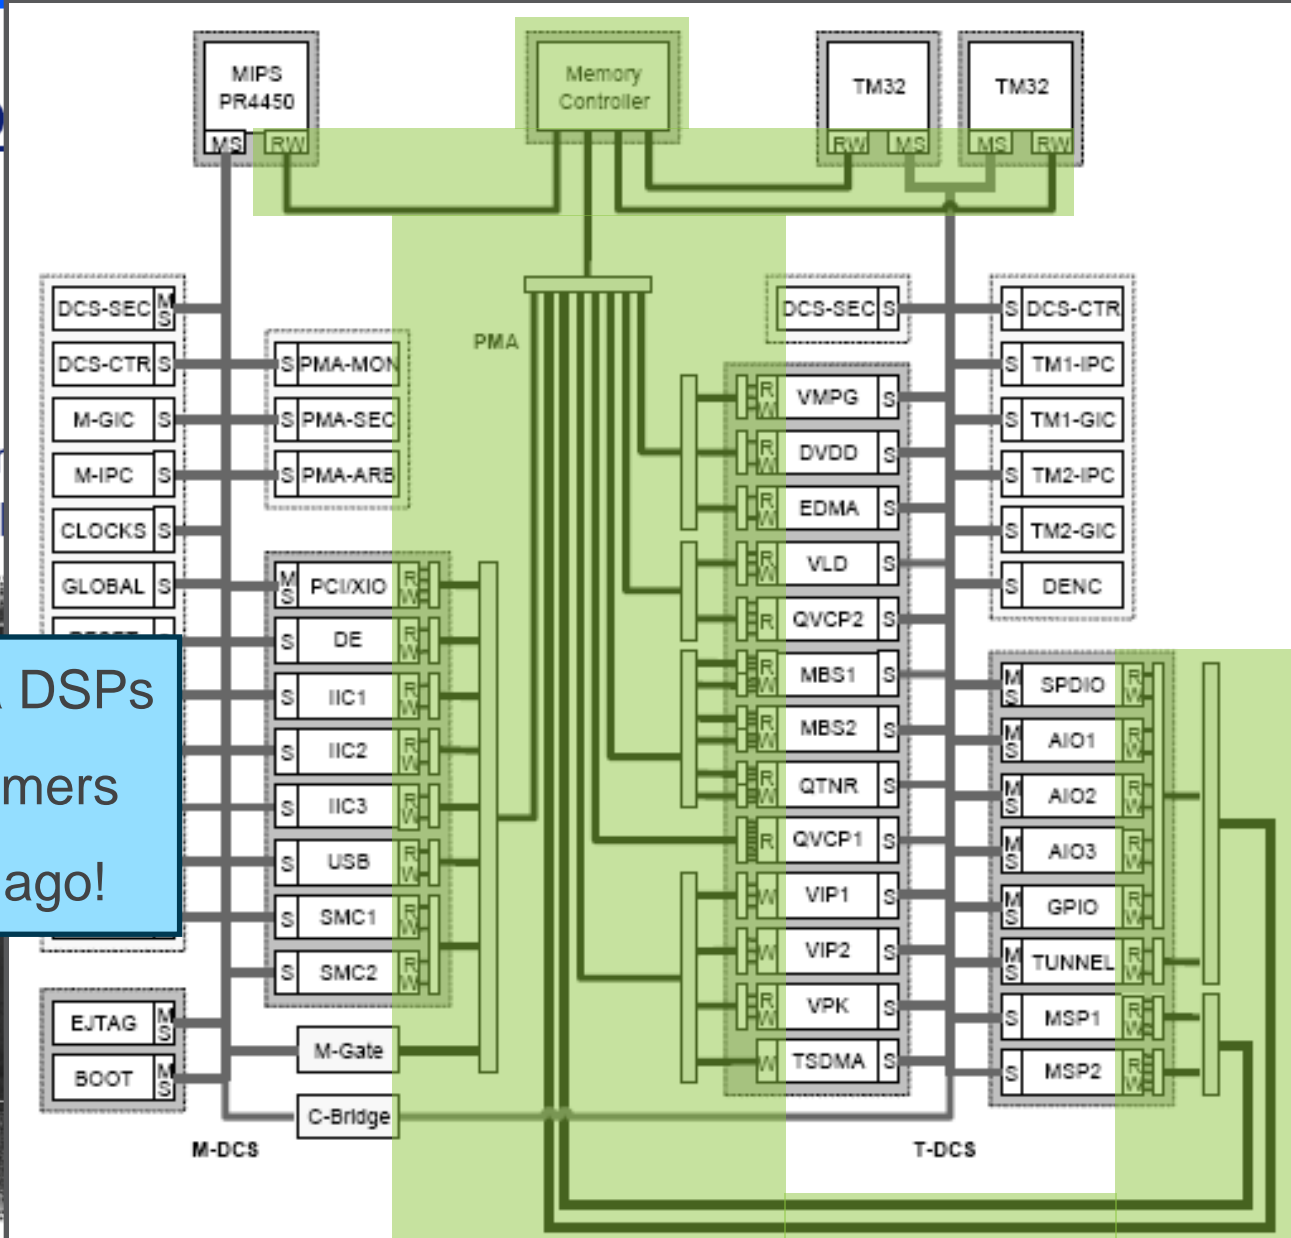 MIPS
PR4450
MS
RW
Memory
Controller
TM32
RW
MS
TM32
MS
RW
DCS-SEC
M
S
DCS-CTR
S
M-GIC
S
M-IPC
S
CLOCKS
S
GLOBAL
S
S
PMA-MON
S
PMA-SEC
S
PMA-ARB
PMA
M
S
PCI/XIO
R
W
S
DE
R
W
S
IIC1
R
W
S
IIC2
R
W
S
IIC3
R
W
S
USB
R
W
S
SMC1
R
W
S
SMC2
R
W
DSPs
ago!
EJTAG
M
S
BOOT
M
S
M-Gate
C-Bridge
M-DCS
DCS-SEC
S
R
W
VMPG
S
R
W
DVDD
S
R
W
EDMA
S
R
W
VLD
S
R
QVCP2
S
R
W
MBS1
S
R
W
MBS2
S
R
W
QTNR
S
R
QVCP1
S
W
VIP1
S
W
VIP2
S
R
W
VPK
S
W
TSDMA
S
S
DCS-CTR
S
TM1-IPC
S
TM1-GIC
S
TM2-IPC
S
TM2-GIC
S
DENC
M
S
SPDIO
R
W
M
S
AIO1
R
W
M
S
AIO2
R
W
M
S
AIO3
R
W
M
S
GPIO
R
W
M
S
TUNNEL
R
W
S
MSP1
R
W
S
MSP2
R
W
T-DCS